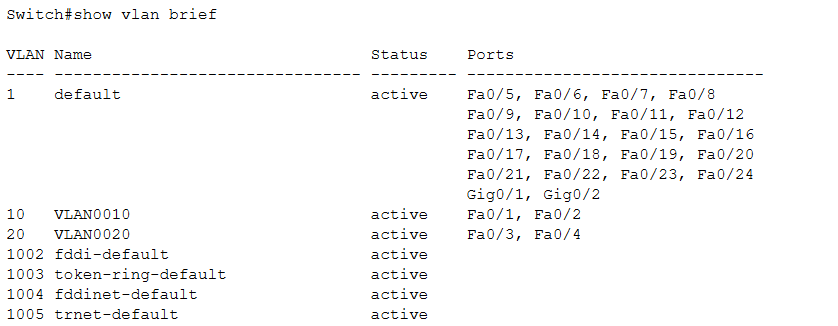 Switch#show vlan brief
VLAN Name                             Status    Ports
---- -------------------------------- --------- -------------------------------
1    default                          active    Fa0/5, Fa0/6, Fa0/7, Fa0/8
                                                Fa0/9, Fa0/10, Fa0/11, Fa0/12
                                                Fa0/13, Fa0/14, Fa0/15, Fa0/16
                                                Fa0/17, Fa0/18, Fa0/19, Fa0/20
                                                Fa0/21, Fa0/22, Fa0/23, Fa0/24
                                                Gig0/1, Gig0/2
10   VLAN0010                         active    Fa0/1, Fa0/2
20   VLAN0020                         active    Fa0/3, Fa0/4
1002 fddi-default                     active
1003 token-ring-default               active
1004 fddinet-default                  active
1005 trnet-default                    active